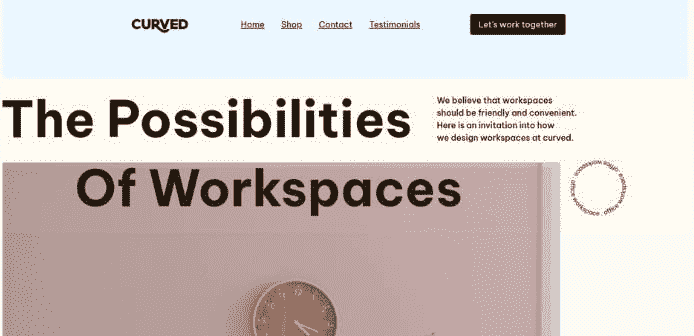 CURVED
Home Shop Contact Testimonials
Let's work together
The Possibilities
We believe that workspaces
should be friendly and convenient.
Here is an invitation into how
we design workspaces at curved.
Of Workspaces
office workspace . office workspace . office workspace